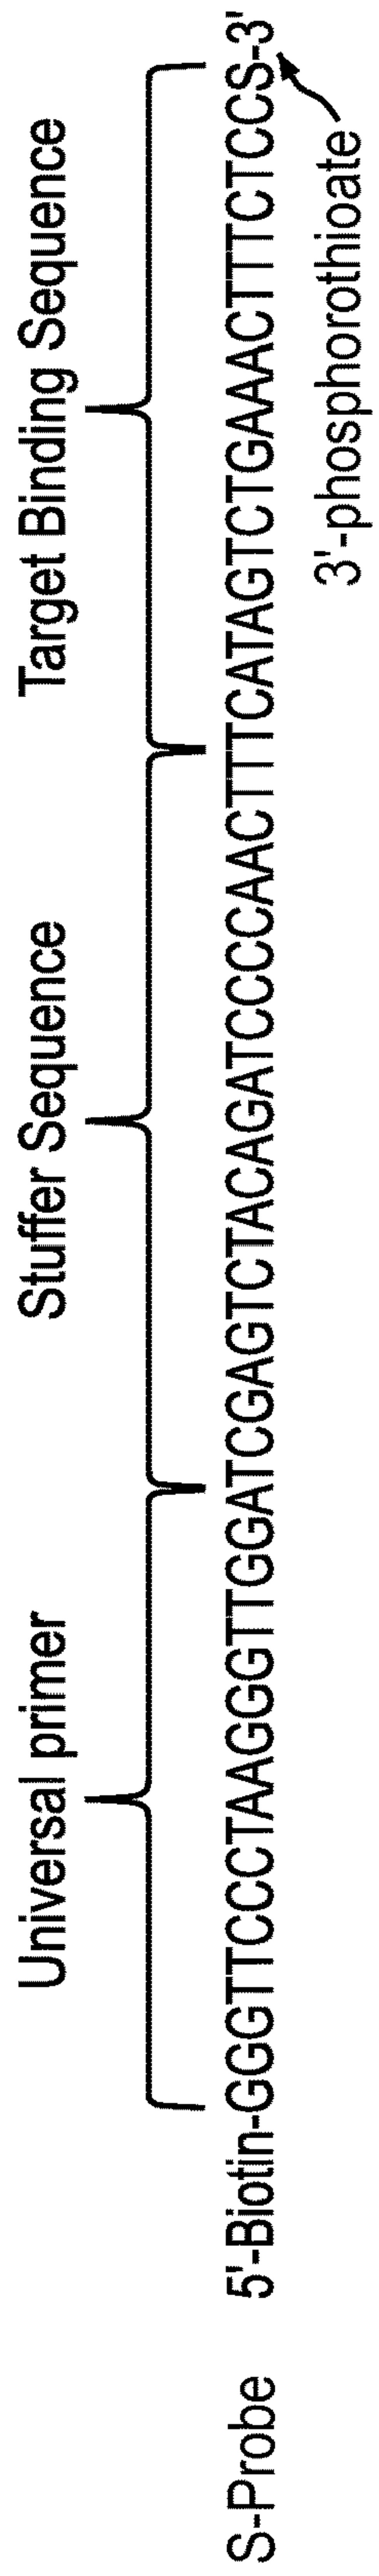 Universal primer Stuffer Sequence Target Binding Sequence
S-Probe 5'-Biotin-GGGTTCCCTAAGGGTTGGATCGAGTCTACAGATCCCCAACTTTCATAGTCTGAAACTTTCTCCS-3'
3'-phosphorothioate